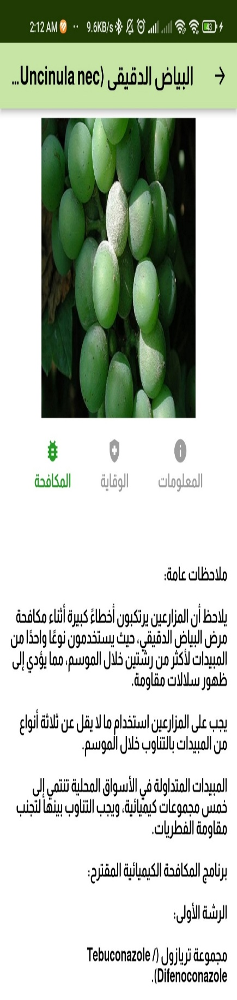 2:12 AM 9.6KB/s 43
البياض الدقيقي (Uncinula nec...
المعلومات
الوقاية
المكافحة
ملاحظات عامة:
يلاحظ أن المزارعين يرتكبون أخطاءً كبيرة أثناء مكافحة
مرض البياض الدقيقي، حيث يستخدمون نوعًا واحدًا من
المبيدات لأكثر من رشتين خلال الموسم، مما يؤدي إلى
ظهور سلالات مقاومة.
يجب على المزارعين استخدام ما لا يقل عن ثلاثة أنواع
من المبيدات بالتناوب خلال الموسم.
المبيدات المتداولة في الأسواق المحلية تنتمي إلى
خمس مجموعات كيميائية، ويجب التناوب بينها لتجنب
مقاومة الفطريات.
برنامج المكافحة الكيميائية المقترح:
الرشة الأولى:
مجموعة تريازول (Tebuconazole /
Difenoconazole).